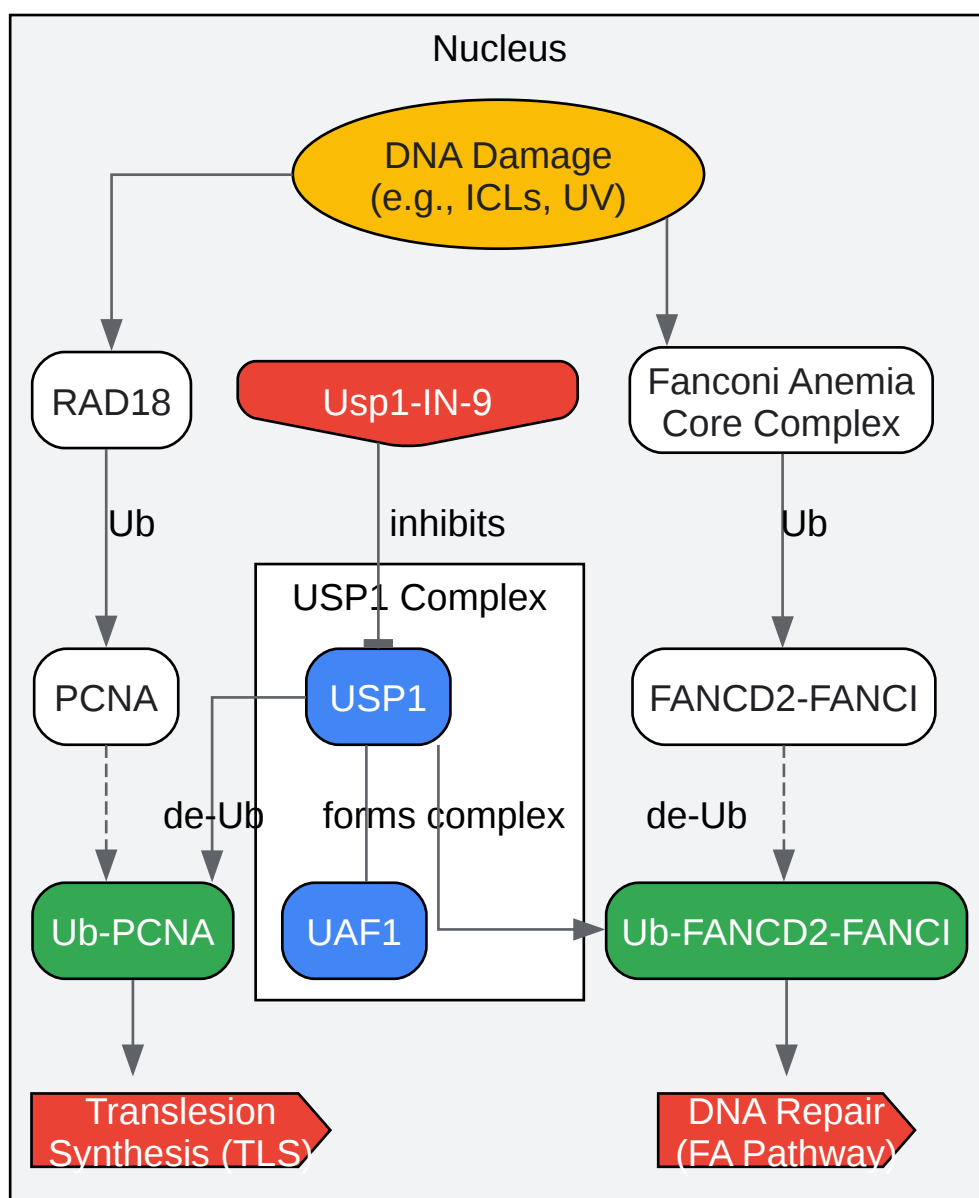 Nucleus
DNA Damage
(e.g., ICLs, UV)
RAD18
Usp1-IN-9
Fanconi Anemia
Core Complex
Ub
inhibits
Ub
USP1 Complex
PCNA
USP1
FANCD2-FANCI
de-Ub
forms complex
de-Ub
Ub-PCNA
UAF1
Ub-FANCD2-FANCI
Translesion
Synthesis (TLS)
DNA Repair
(FA Pathway)